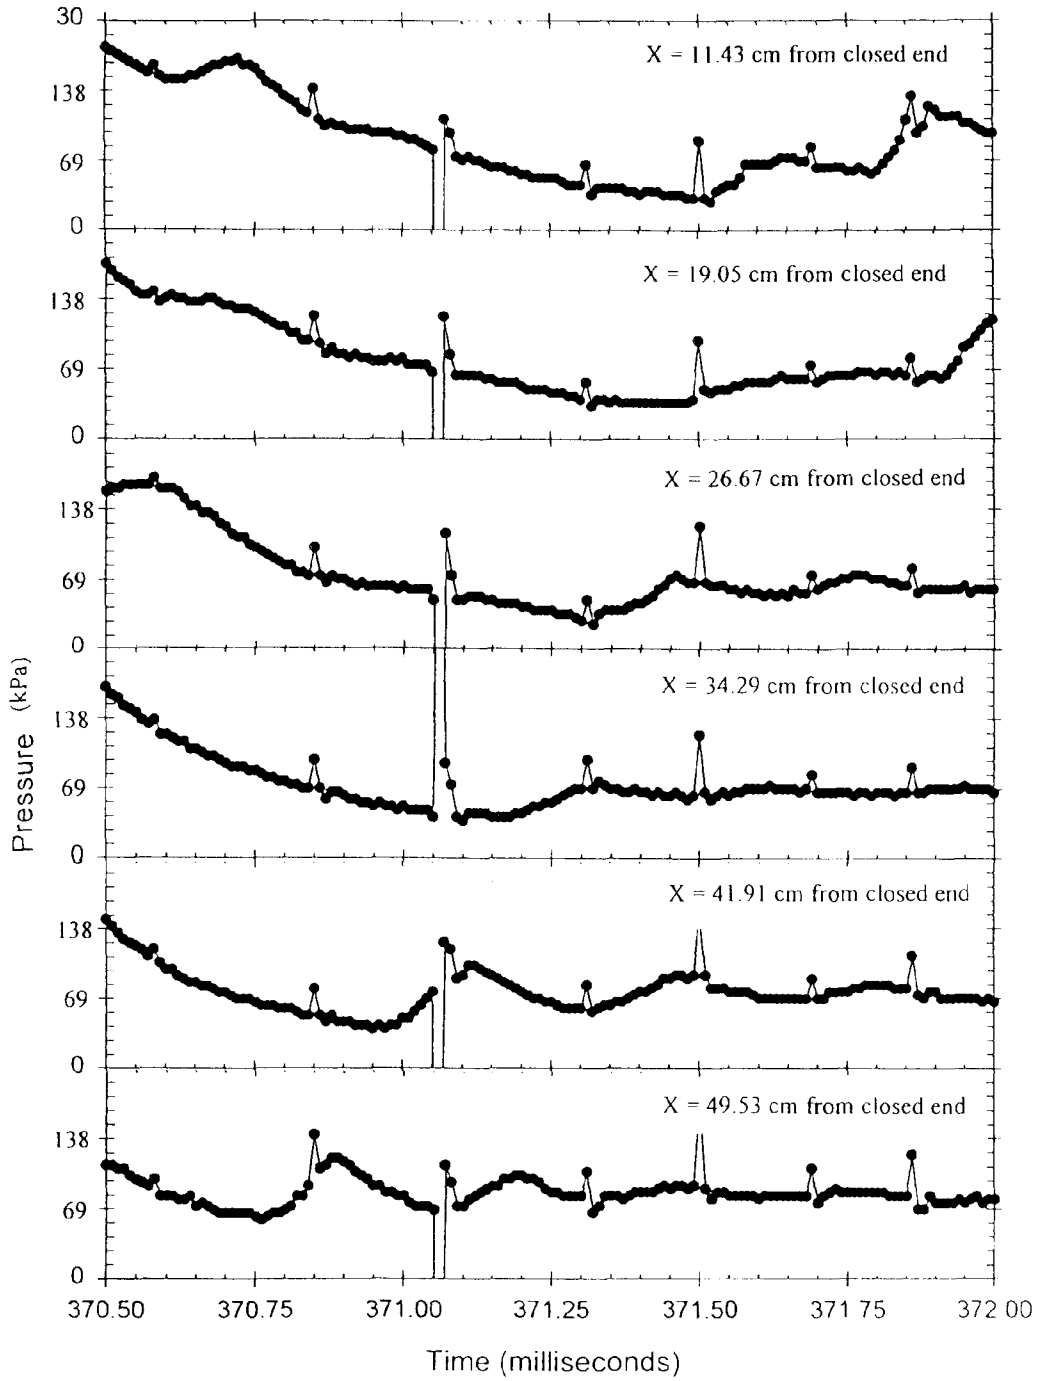 30
X = 11.43 cm from closed end
138
69
0
X = 19.05 cm from closed end
138
69
0
X = 26.67 cm from closed end
138
69
0
X = 34.29 cm from closed end
138
69
0
X = 41.91 cm from closed end
138
69
0
X = 49.53 cm from closed end
138
69
0
Pressure (kPa)
370.50 370.75 371.00 371.25 371.50 371 75 372 00
Time (milliseconds)